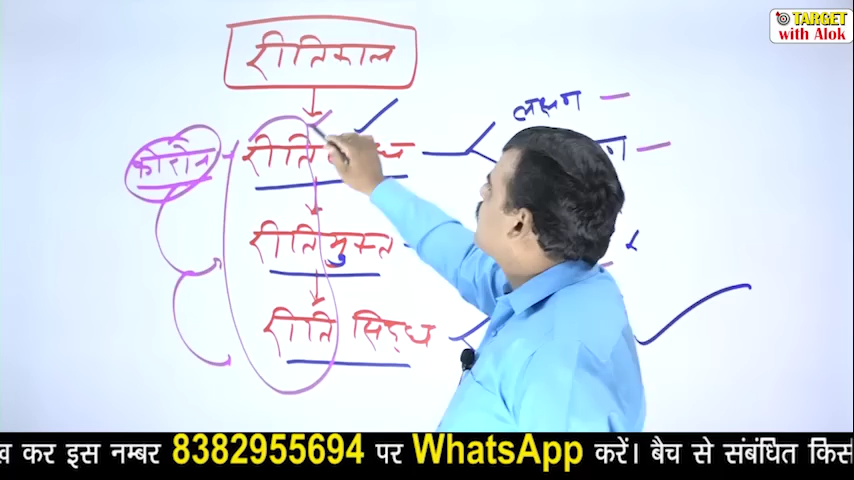 TARGET
with Alok
रीतिकाल
लक्षण
कोरोना रीति
रीतिमुक्त
रीति सिद्ध
कर इस नम्बर 8382955694 पर WhatsApp करें। बैच से संबंधित